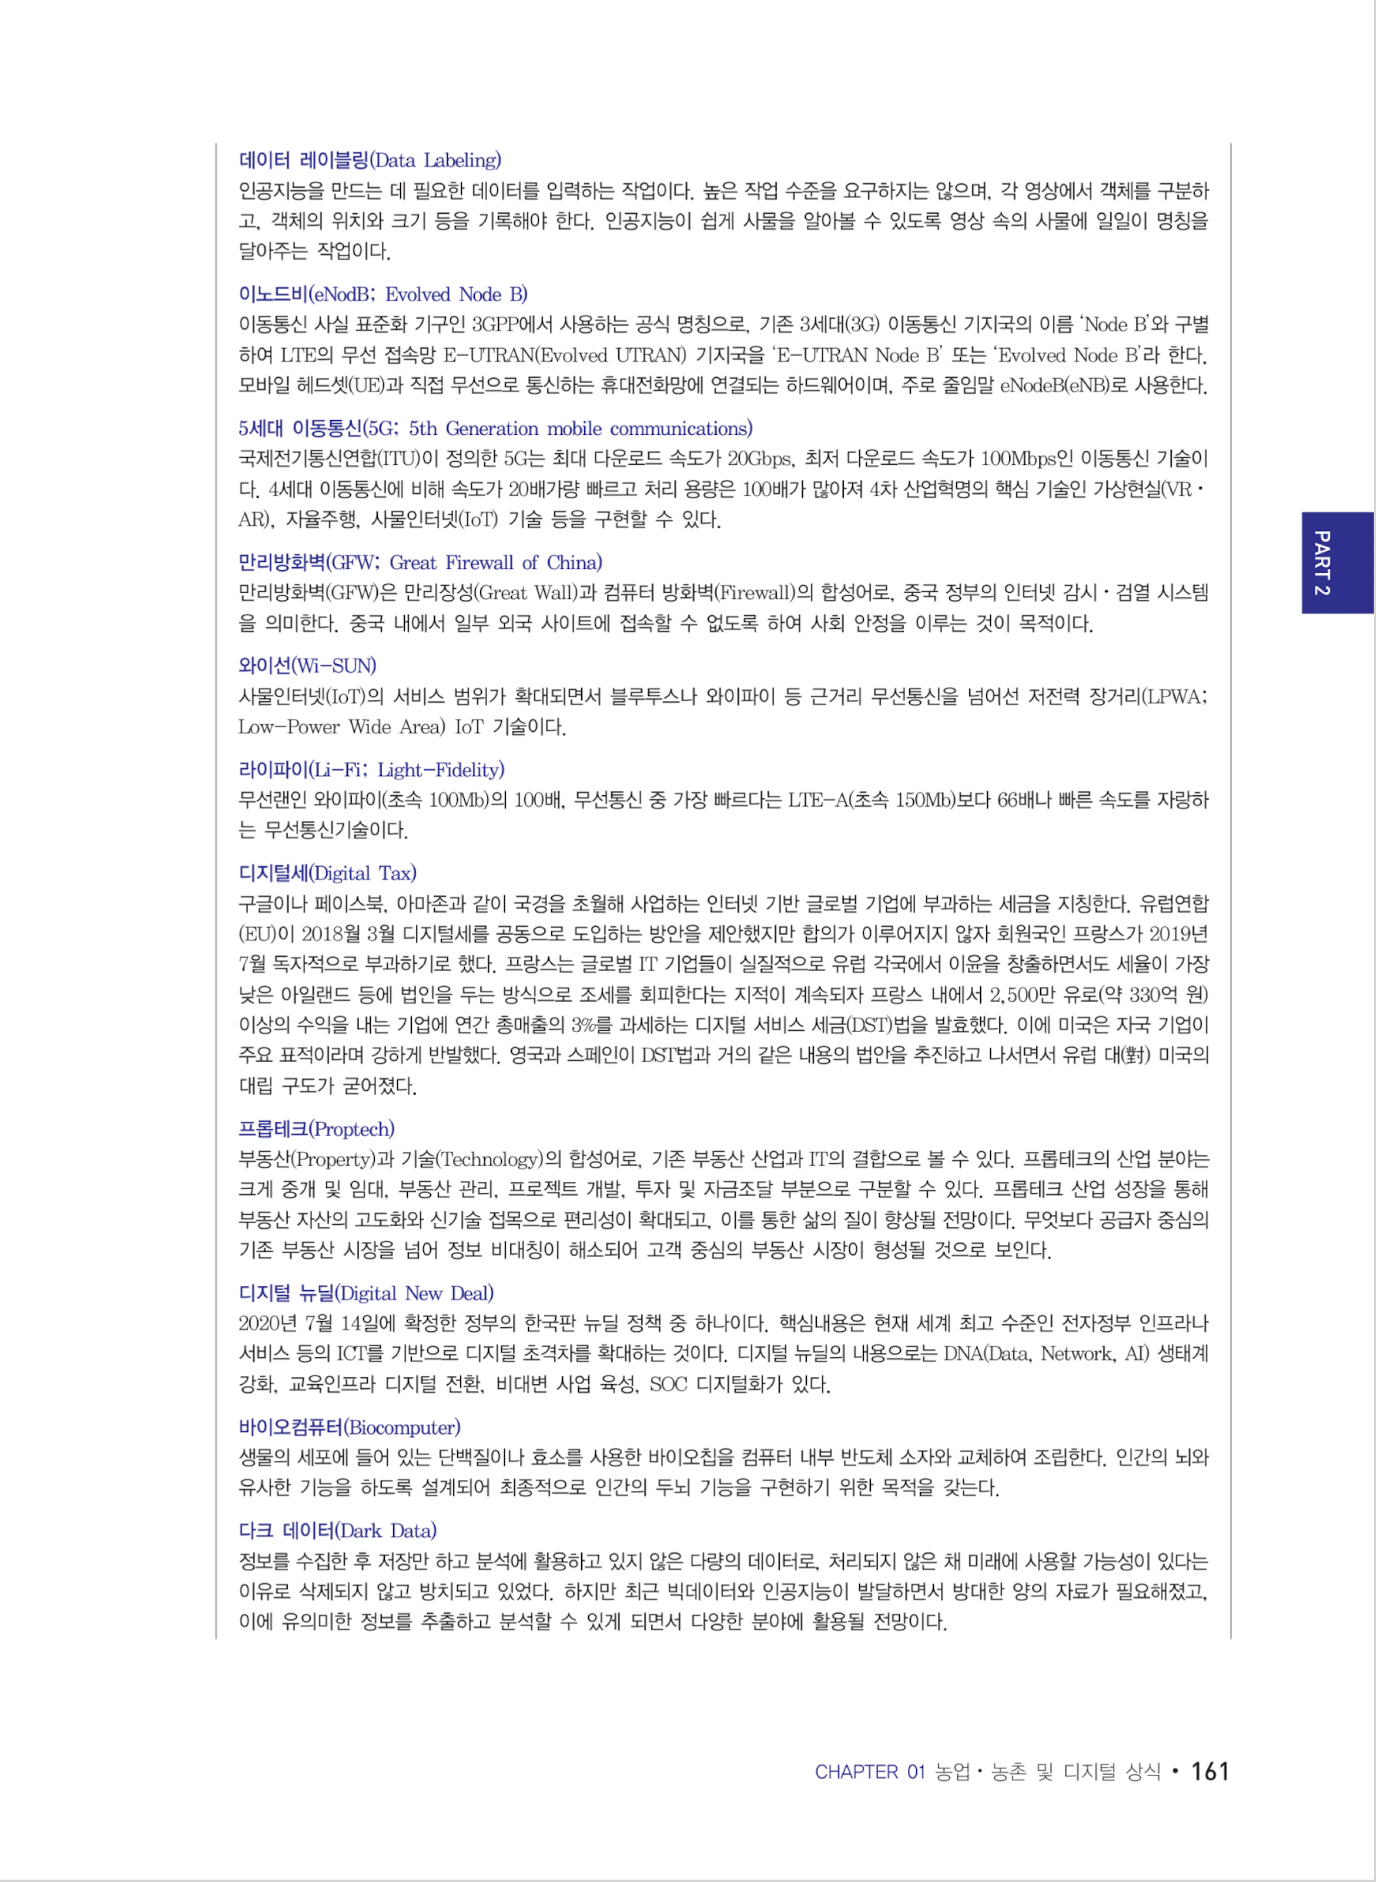 데이터 레이블링(Data Labeling)
인공지능을 만드는 데 필요한 데이터를 입력하는 작업이다. 높은 작업 수준을 요구하지는 않으며, 각 영상에서 객체를 구분하
고, 객체의 위치와 크기 등을 기록해야 한다. 인공지능이 쉽게 사물을 알아볼 수 있도록 영상 속의 사물에 일일이 명칭을
달아주는 작업이다.
이노드비(eNodB; Evolved Node B)
이동통신 사실 표준화 기구인 3GPP에서 사용하는 공식 명칭으로, 기존 3세대(3G) 이동통신 기지국의 이름 ‘Node B’와 구별
하여 LTE의 무선 접속망 E-UTRAN(Evolved UTRAN) 기지국을 ‘E-UTRAN Node B’ 또는 ‘Evolved Node B’라 한다.
모바일 헤드셋(UE)과 직접 무선으로 통신하는 휴대전화망에 연결되는 하드웨어이며, 주로 줄임말 eNodeB(eNB)로 사용한다.
5세대 이동통신(5G; 5th Generation mobile communications)
국제전기통신연합(ITU)이 정의한 5G는 최대 다운로드 속도가 20Gbps, 최저 다운로드 속도가 100Mbps인 이동통신 기술이
다. 4세대 이동통신에 비해 속도가 20배가량 빠르고 처리 용량은 100배가 많아져 4차 산업혁명의 핵심 기술인 가상현실(VR·
AR), 자율주행, 사물인터넷(IoT) 기술 등을 구현할 수 있다.
만리방화벽(GFW; Great Firewall of China)
만리방화벽(GFW)은 만리장성(Great Wall)과 컴퓨터 방화벽(Firewall)의 합성어로, 중국 정부의 인터넷 감시·검열 시스템
을 의미한다. 중국 내에서 일부 외국 사이트에 접속할 수 없도록 하여 사회 안정을 이루는 것이 목적이다.
와이선(Wi-SUN)
사물인터넷(IoT)의 서비스 범위가 확대되면서 블루투스나 와이파이 등 근거리 무선통신을 넘어선 저전력 장거리(LPWA;
Low-Power Wide Area) IoT 기술이다.
라이파이(Li-Fi; Light-Fidelity)
무선랜인 와이파이(초속 100Mb)의 100배, 무선통신 중 가장 빠르다는 LTE-A(초속 150Mb)보다 66배나 빠른 속도를 자랑하
는 무선통신기술이다.
디지털세(Digital Tax)
구글이나 페이스북, 아마존과 같이 국경을 초월해 사업하는 인터넷 기반 글로벌 기업에 부과하는 세금을 지칭한다. 유럽연합
(EU)이 2018월 3월 디지털세를 공동으로 도입하는 방안을 제안했지만 합의가 이루어지지 않자 회원국인 프랑스가 2019년
7월 독자적으로 부과하기로 했다. 프랑스는 글로벌 IT 기업들이 실질적으로 유럽 각국에서 이윤을 창출하면서도 세율이 가장
낮은 아일랜드 등에 법인을 두는 방식으로 조세를 회피한다는 지적이 계속되자 프랑스 내에서 2,500만 유로(약 330억 원)
이상의 수익을 내는 기업에 연간 총매출의 3%를 과세하는 디지털 서비스 세금(DST)법을 발효했다. 이에 미국은 자국 기업이
주요 표적이라며 강하게 반발했다. 영국과 스페인이 DST법과 거의 같은 내용의 법안을 추진하고 나서면서 유럽 대(對) 미국의
대립 구도가 굳어졌다.
프롭테크(Proptech)
부동산(Property)과 기술(Technology)의 합성어로, 기존 부동산 산업과 IT의 결합으로 볼 수 있다. 프롭테크의 산업 분야는
크게 중개 및 임대, 부동산 관리, 프로젝트 개발, 투자 및 자금조달 부분으로 구분할 수 있다. 프롭테크 산업 성장을 통해
부동산 자산의 고도화와 신기술 접목으로 편리성이 확대되고, 이를 통한 삶의 질이 향상될 전망이다. 무엇보다 공급자 중심의
기존 부동산 시장을 넘어 정보 비대칭이 해소되어 고객 중심의 부동산 시장이 형성될 것으로 보인다.
디지털 뉴딜(Digital New Deal)
2020년 7월 14일에 확정한 정부의 한국판 뉴딜 정책 중 하나이다. 핵심내용은 현재 세계 최고 수준인 전자정부 인프라나
서비스 등의 ICT를 기반으로 디지털 초격차를 확대하는 것이다. 디지털 뉴딜의 내용으로는 DNA(Data, Network, AI) 생태계
강화, 교육인프라 디지털 전환, 비대변 사업 육성, SOC 디지털화가 있다.
바이오컴퓨터(Biocomputer)
생물의 세포에 들어 있는 단백질이나 효소를 사용한 바이오칩을 컴퓨터 내부 반도체 소자와 교체하여 조립한다. 인간의 뇌와
유사한 기능을 하도록 설계되어 최종적으로 인간의 두뇌 기능을 구현하기 위한 목적을 갖는다.
다크 데이터(Dark Data)
정보를 수집한 후 저장만 하고 분석에 활용하고 있지 않은 다량의 데이터로, 처리되지 않은 채 미래에 사용할 가능성이 있다는
이유로 삭제되지 않고 방치되고 있었다. 하지만 최근 빅데이터와 인공지능이 발달하면서 방대한 양의 자료가 필요해졌고,
이에 유의미한 정보를 추출하고 분석할 수 있게 되면서 다양한 분야에 활용될 전망이다.
PART 2
CHAPTER 01 농업·농촌 및 디지털 상식 • 161